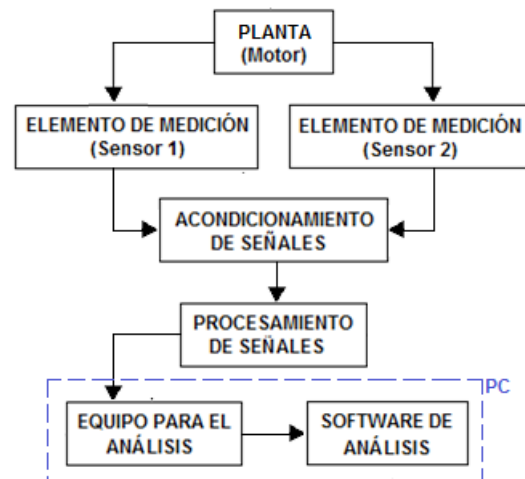 PLANTA
(Motor)
ELEMENTO DE MEDICIÓN
(Sensor 1)
ELEMENTO DE MEDICIÓN
(Sensor 2)
ACONDICIONAMIENTO
DE SEÑALES
PROCESAMIENTO
DE SEÑALES
PC
EQUIPO PARA EL
ANÁLISIS
SOFTWARE DE
ANÁLISIS